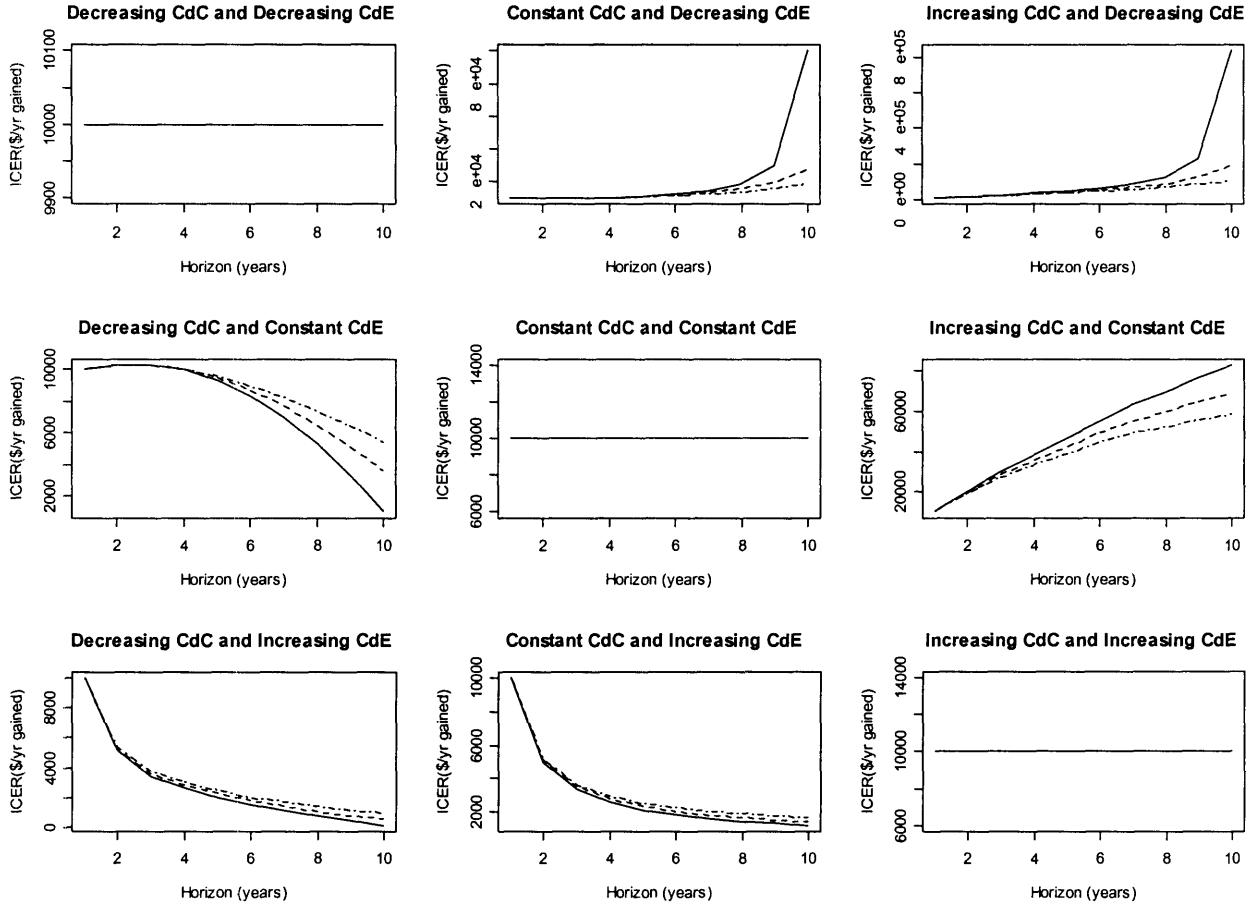 Decreasing CdC and Decreasing CdE
ICER($/yr gained)
10100
10000
9900
2 4 6 8 10
Horizon (years)
Constant CdC and Decreasing CdE
ICER($/yr gained)
8 e+04
2 e+04
2 4 6 8 10
Horizon (years)
Increasing CdC and Decreasing CdE
ICER($/yr gained)
8 e+05
4 e+05
0 e+00
2 4 6 8 10
Horizon (years)
Decreasing CdC and Constant CdE
ICER($/yr gained)
10000
6000
2000
2 4 6 8 10
Horizon (years)
Constant CdC and Constant CdE
ICER($/yr gained)
14000
10000
6000
2 4 6 8 10
Horizon (years)
Increasing CdC and Constant CdE
ICER($/yr gained)
60000
20000
2 4 6 8 10
Horizon (years)
Decreasing CdC and Increasing CdE
ICER($/yr gained)
8000
4000
0
2 4 6 8 10
Horizon (years)
Constant CdC and Increasing CdE
ICER($/yr gained)
10000
6000
2000
2 4 6 8 10
Horizon (years)
Increasing CdC and Increasing CdE
ICER($/yr gained)
14000
10000
6000
2 4 6 8 10
Horizon (years)